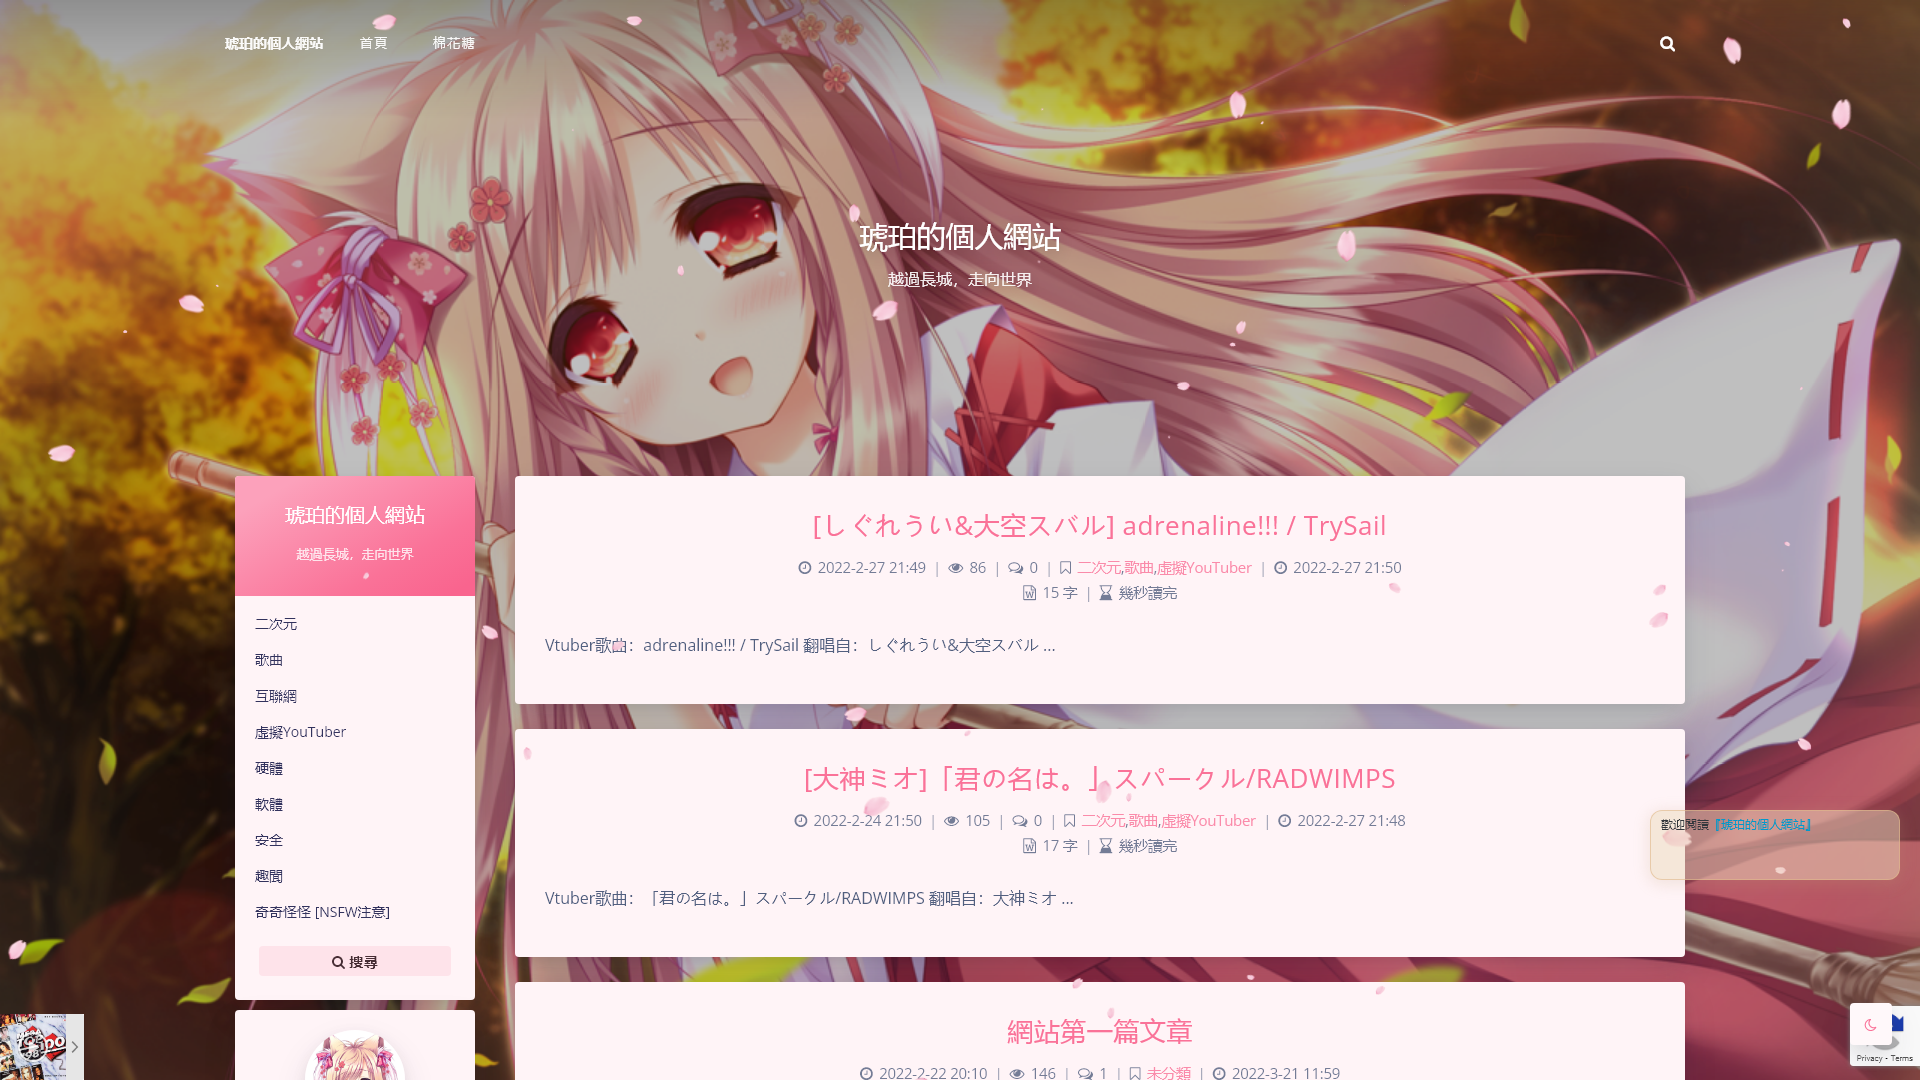 琥珀的個人網站 首頁 棉花糖
琥珀的個人網站
越過長城，走向世界
琥珀的個人網站
越過長城，走向世界
二次元
歌曲
互聯網
虛擬YouTuber
硬體
軟體
安全
趣聞
奇奇怪怪 [NSFW注意]
搜尋
[しぐれうい&大空スバル] adrenaline!!! / TrySail
2022-2-27 21:49 | 86 | 0 | 二次元,歌曲,虛擬YouTuber | 2022-2-27 21:50
15 字 | 幾秒讀完
Vtuber歌曲：adrenaline!!! / TrySail 翻唱自：しぐれうい&大空スバル ...
[大神ミオ]「君の名は。」スパークル/RADWIMPS
2022-2-24 21:50 | 105 | 0 | 二次元,歌曲,虛擬YouTuber | 2022-2-27 21:48
17 字 | 幾秒讀完
Vtuber歌曲：「君の名は。」スパークル/RADWIMPS 翻唱自：大神ミオ ...
網站第一篇文章
2022-2-22 20:10 | 146 | 1 | 未分類 | 2022-3-21 11:59
歡迎閱讀『琥珀的個人網站』
Privacy - Terms